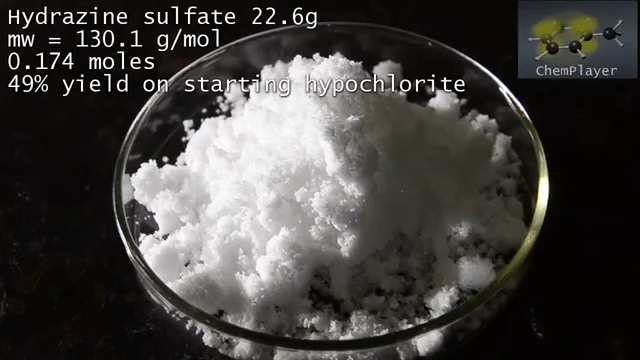 Hydrazine sulfate 22.6g
mw = 130.1 g/mol
0.174 moles
49% yield on starting hypochlorite
ChemPlayer